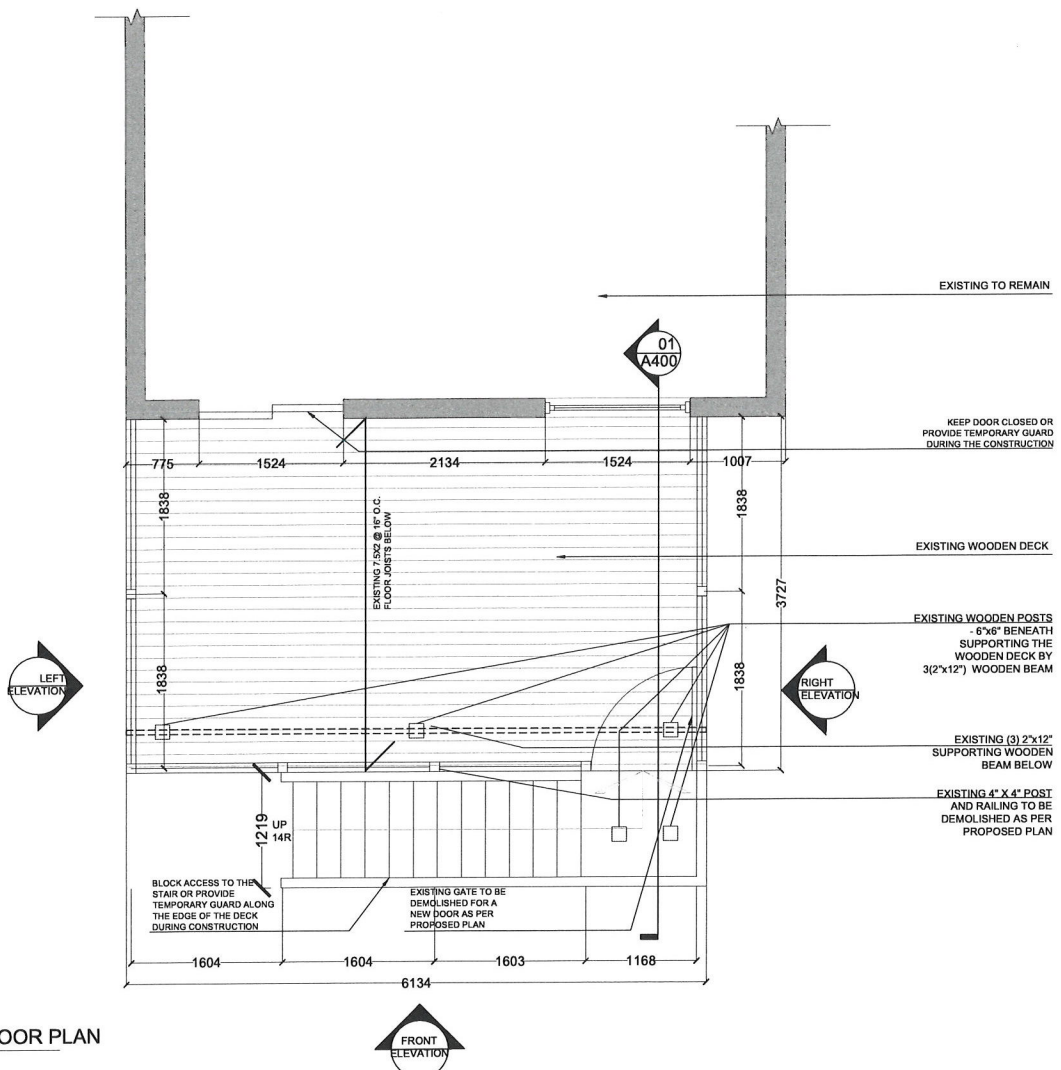 EXISTING TO REMAIN
01
A400
KEEP DOOR CLOSED OR
PROVIDE TEMPORARY GUARD
DURING THE CONSTRUCTION
775
1524
2134
1524
1007
1838
1838
EXISTING 7.5X2 @ 16" O.C.
FLOOR JOISTS BELOW
EXISTING WOODEN DECK
3727
EXISTING WOODEN POSTS
- 6"x6" BENEATH
SUPPORTING THE
WOODEN DECK BY
3(2"x12") WOODEN BEAM
LEFT
ELEVATION
1838
1838
RIGHT
ELEVATION
EXISTING (3) 2"x12"
SUPPORTING WOODEN
BEAM BELOW
EXISTING 4" X 4" POST
AND RAILING TO BE
DEMOLISHED AS PER
PROPOSED PLAN
1219
UP
14R
BLOCK ACCESS TO THE
STAIR OR PROVIDE
TEMPORARY GUARD ALONG
THE EDGE OF THE DECK
DURING CONSTRUCTION
EXISTING GATE TO BE
DEMOLISHED FOR A
NEW DOOR AS PER
PROPOSED PLAN
1604
1604
1603
1168
6134
OOR PLAN
FRONT
ELEVATION